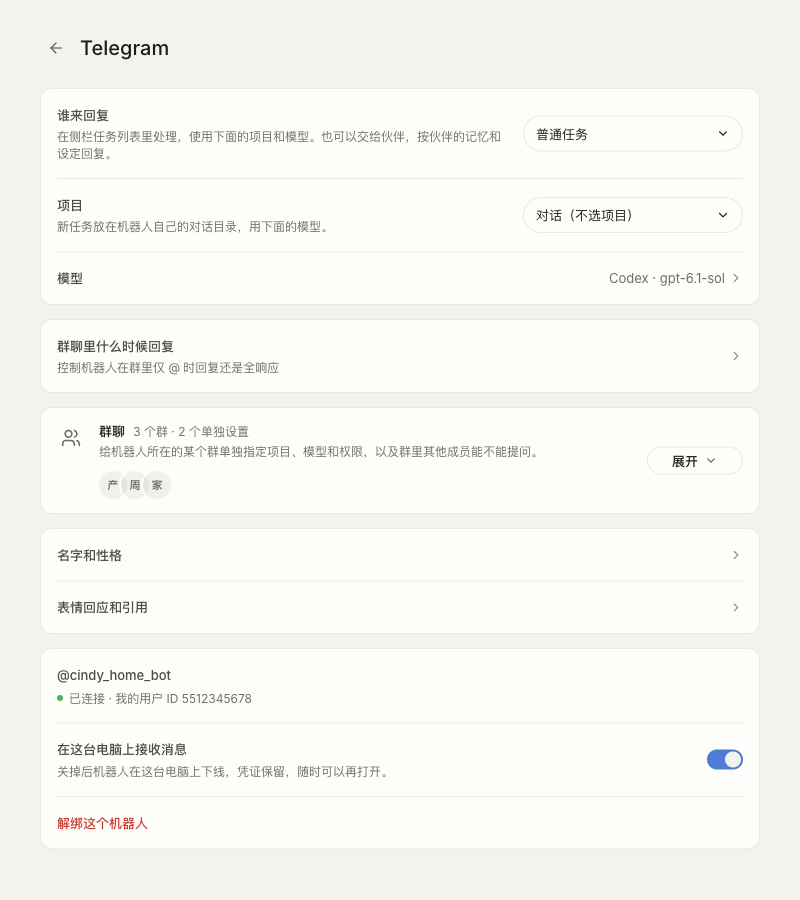 Telegram
谁来回复
在侧栏任务列表里处理，使用下面的项目和模型。也可以交给伙伴，按伙伴的记忆和
设定回复。
普通任务
项目
新任务放在机器人自己的对话目录，用下面的模型。
对话（不选项目）
模型
Codex · gpt-6.1-sol
群聊里什么时候回复
控制机器人在群里仅 @ 时回复还是全响应
群聊 3 个群 · 2 个单独设置
给机器人所在的某个群单独指定项目、模型和权限，以及群里其他成员能不能提问。
产 周 家
展开
名字和性格
表情回应和引用
@cindy_home_bot
已连接 · 我的用户 ID 5512345678
在这台电脑上接收消息
关掉后机器人在这台电脑上下线，凭证保留，随时可以再打开。
解绑这个机器人